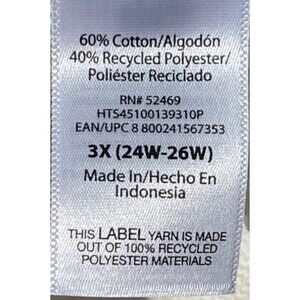 60% Cotton/Algodón
40% Recycled Polyester/
Poliéster Reciclado
RN# 52469
HTS45100139310P
EAN/UPC 8 800241567353
3X (24W-26W)
Made In/Hecho En
Indonesia
THIS LABEL YARN IS MADE
OUT OF 100% RECYCLED
POLYESTER MATERIALS